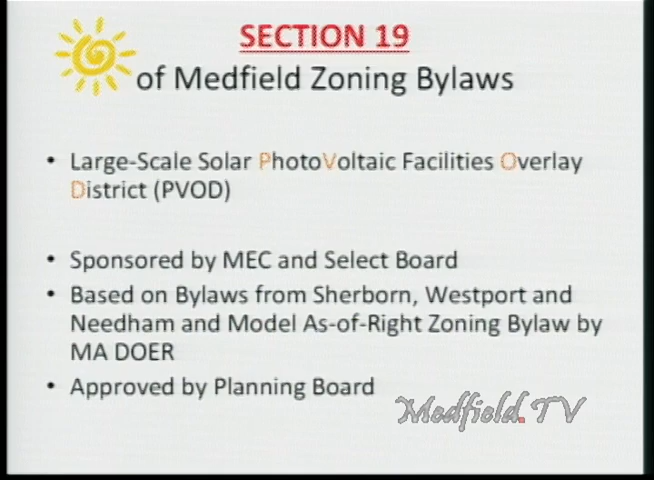 SECTION 19
of Medfield Zoning Bylaws
• Large-Scale Solar PhotoVoltaic Facilities Overlay
District (PVOD)
• Sponsored by MEC and Select Board
• Based on Bylaws from Sherborn, Westport and
Needham and Model As-of-Right Zoning Bylaw by
MA DOER
• Approved by Planning Board
Medfield.TV